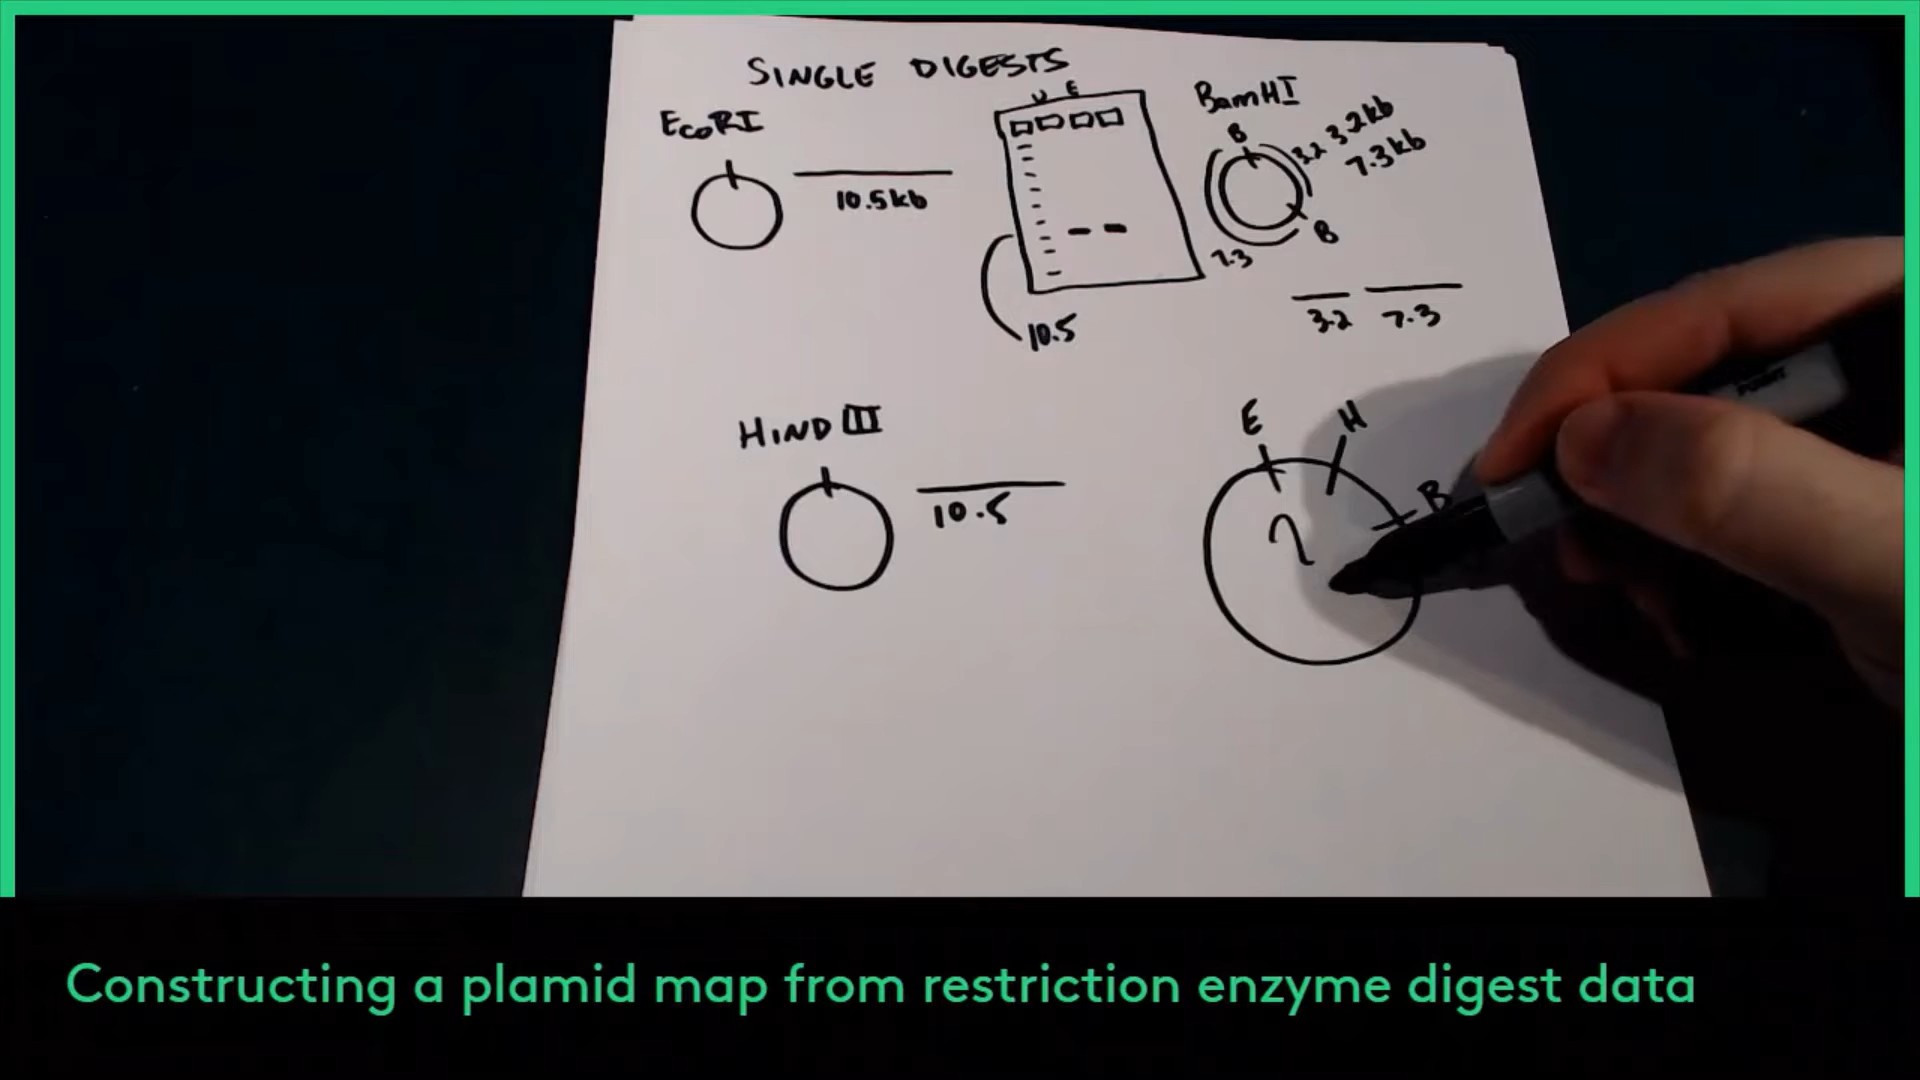 SINGLE DIGESTS
EcoRI
10.5kb
U E
10.5
BamHI
B
3.2 3.2kb
7.3kb
B
7.3
3.2 7.3
HIND III
10.5
E H
B
?
Constructing a plamid map from restriction enzyme digest data